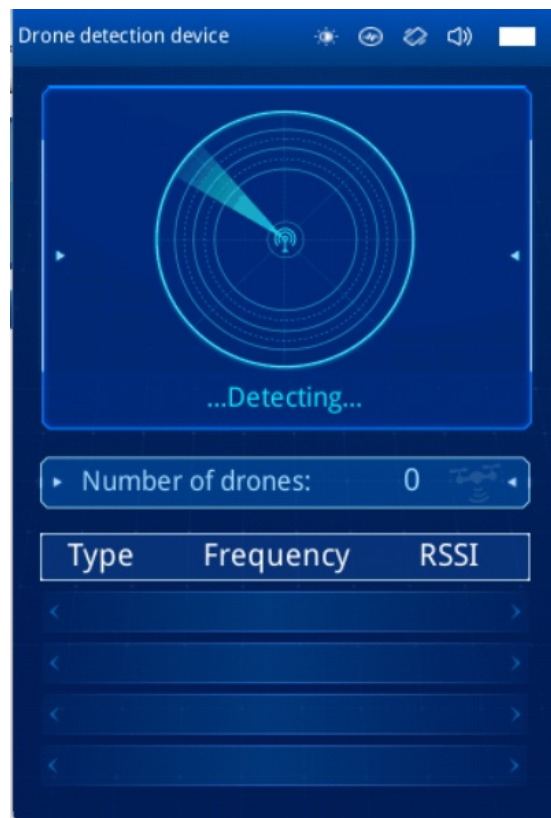 Drone detection device
...Detecting...
Number of drones: 0
Type Frequency RSSI